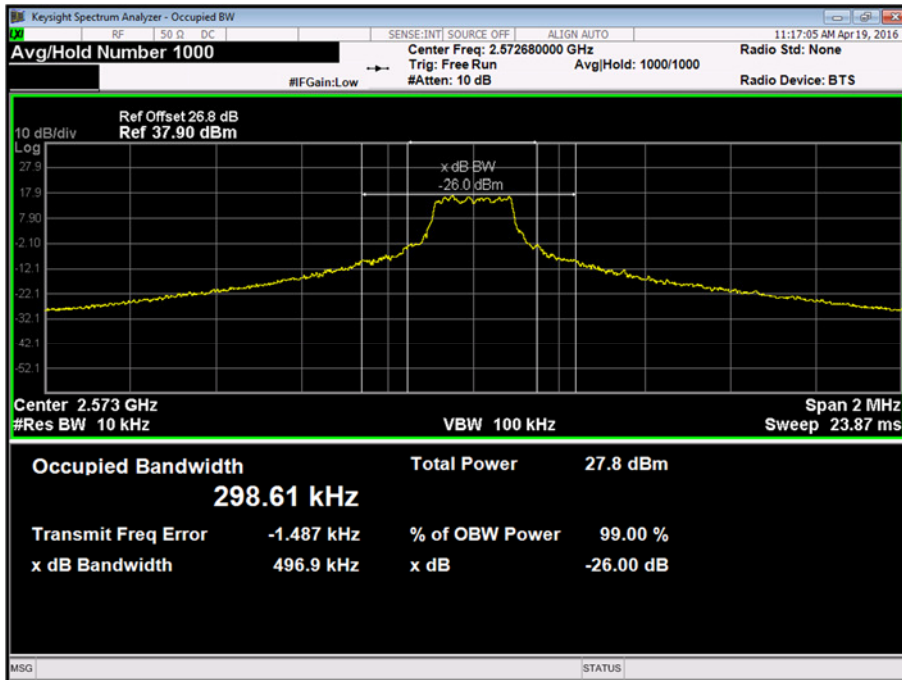 Keysight Spectrum Analyzer - Occupied BW
LXI RF 50 Ω DC SENSE:INT SOURCE OFF ALIGN AUTO 11:17:05 AM Apr 19, 2016
Avg/Hold Number 1000
Center Freq: 2.572680000 GHz
Radio Std: None
Trig: Free Run
Avg|Hold: 1000/1000
#IFGain:Low
#Atten: 10 dB
Radio Device: BTS
Ref Offset 26.8 dB
10 dB/div
Ref 37.90 dBm
Log
27.9
x dB BW
-26.0 dBm
17.9
7.90
-2.10
-12.1
-22.1
-32.1
-42.1
-52.1
Center 2.573 GHz
Span 2 MHz
#Res BW 10 kHz
VBW 100 kHz
Sweep 23.87 ms
Occupied Bandwidth
Total Power 27.8 dBm
298.61 kHz
Transmit Freq Error -1.487 kHz
% of OBW Power 99.00 %
x dB Bandwidth 496.9 kHz
x dB -26.00 dB
MSG
STATUS